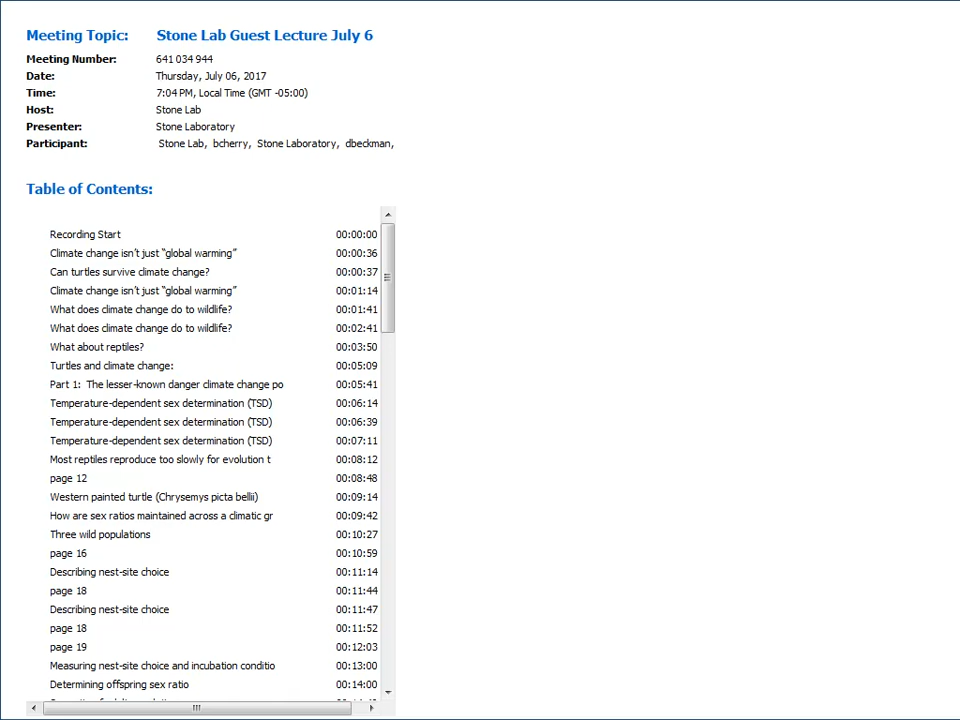 Meeting Topic: Stone Lab Guest Lecture July 6
Meeting Number: 641 034 944
Date: Thursday, July 06, 2017
Time: 7:04 PM, Local Time (GMT -05:00)
Host: Stone Lab
Presenter: Stone Laboratory
Participant: Stone Lab, bcherry, Stone Laboratory, dbeckman,
Table of Contents:
Recording Start 00:00:00
Climate change isn't just “global warming” 00:00:36
Can turtles survive climate change? 00:00:37
Climate change isn't just “global warming” 00:01:14
What does climate change do to wildlife? 00:01:41
What does climate change do to wildlife? 00:02:41
What about reptiles? 00:03:50
Turtles and climate change: 00:05:09
Part 1: The lesser-known danger climate change po 00:05:41
Temperature-dependent sex determination (TSD) 00:06:14
Temperature-dependent sex determination (TSD) 00:06:39
Temperature-dependent sex determination (TSD) 00:07:11
Most reptiles reproduce too slowly for evolution t 00:08:12
page 12 00:08:48
Western painted turtle (Chrysemys picta bellii) 00:09:14
How are sex ratios maintained across a climatic gr 00:09:42
Three wild populations 00:10:27
page 16 00:10:59
Describing nest-site choice 00:11:14
page 18 00:11:44
Describing nest-site choice 00:11:47
page 18 00:11:52
page 19 00:12:03
Measuring nest-site choice and incubation conditio 00:13:00
Determining offspring sex ratio 00:14:00